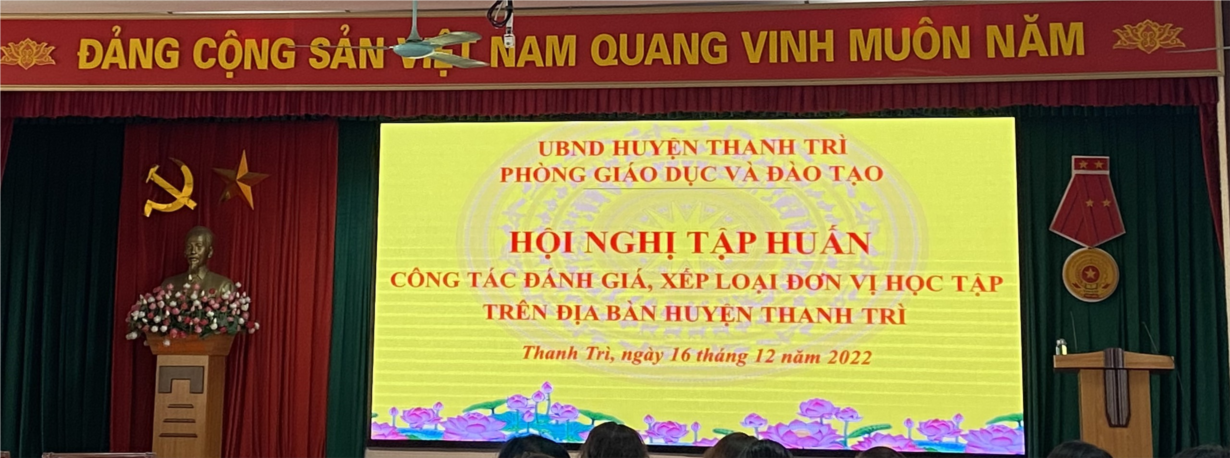 ĐẢNG CỘNG SẢN VIỆT NAM QUANG VINH MUÔN NĂM
UBND HUYỆN THANH TRÌ
PHÒNG GIÁO DỤC VÀ ĐÀO TẠO
HỘI NGHỊ TẬP HUẤN
CÔNG TÁC ĐÁNH GIÁ, XẾP LOẠI ĐƠN VỊ HỌC TẬP
TRÊN ĐỊA BÀN HUYỆN THANH TRÌ
Thanh Trì, ngày 16 tháng 12 năm 2022